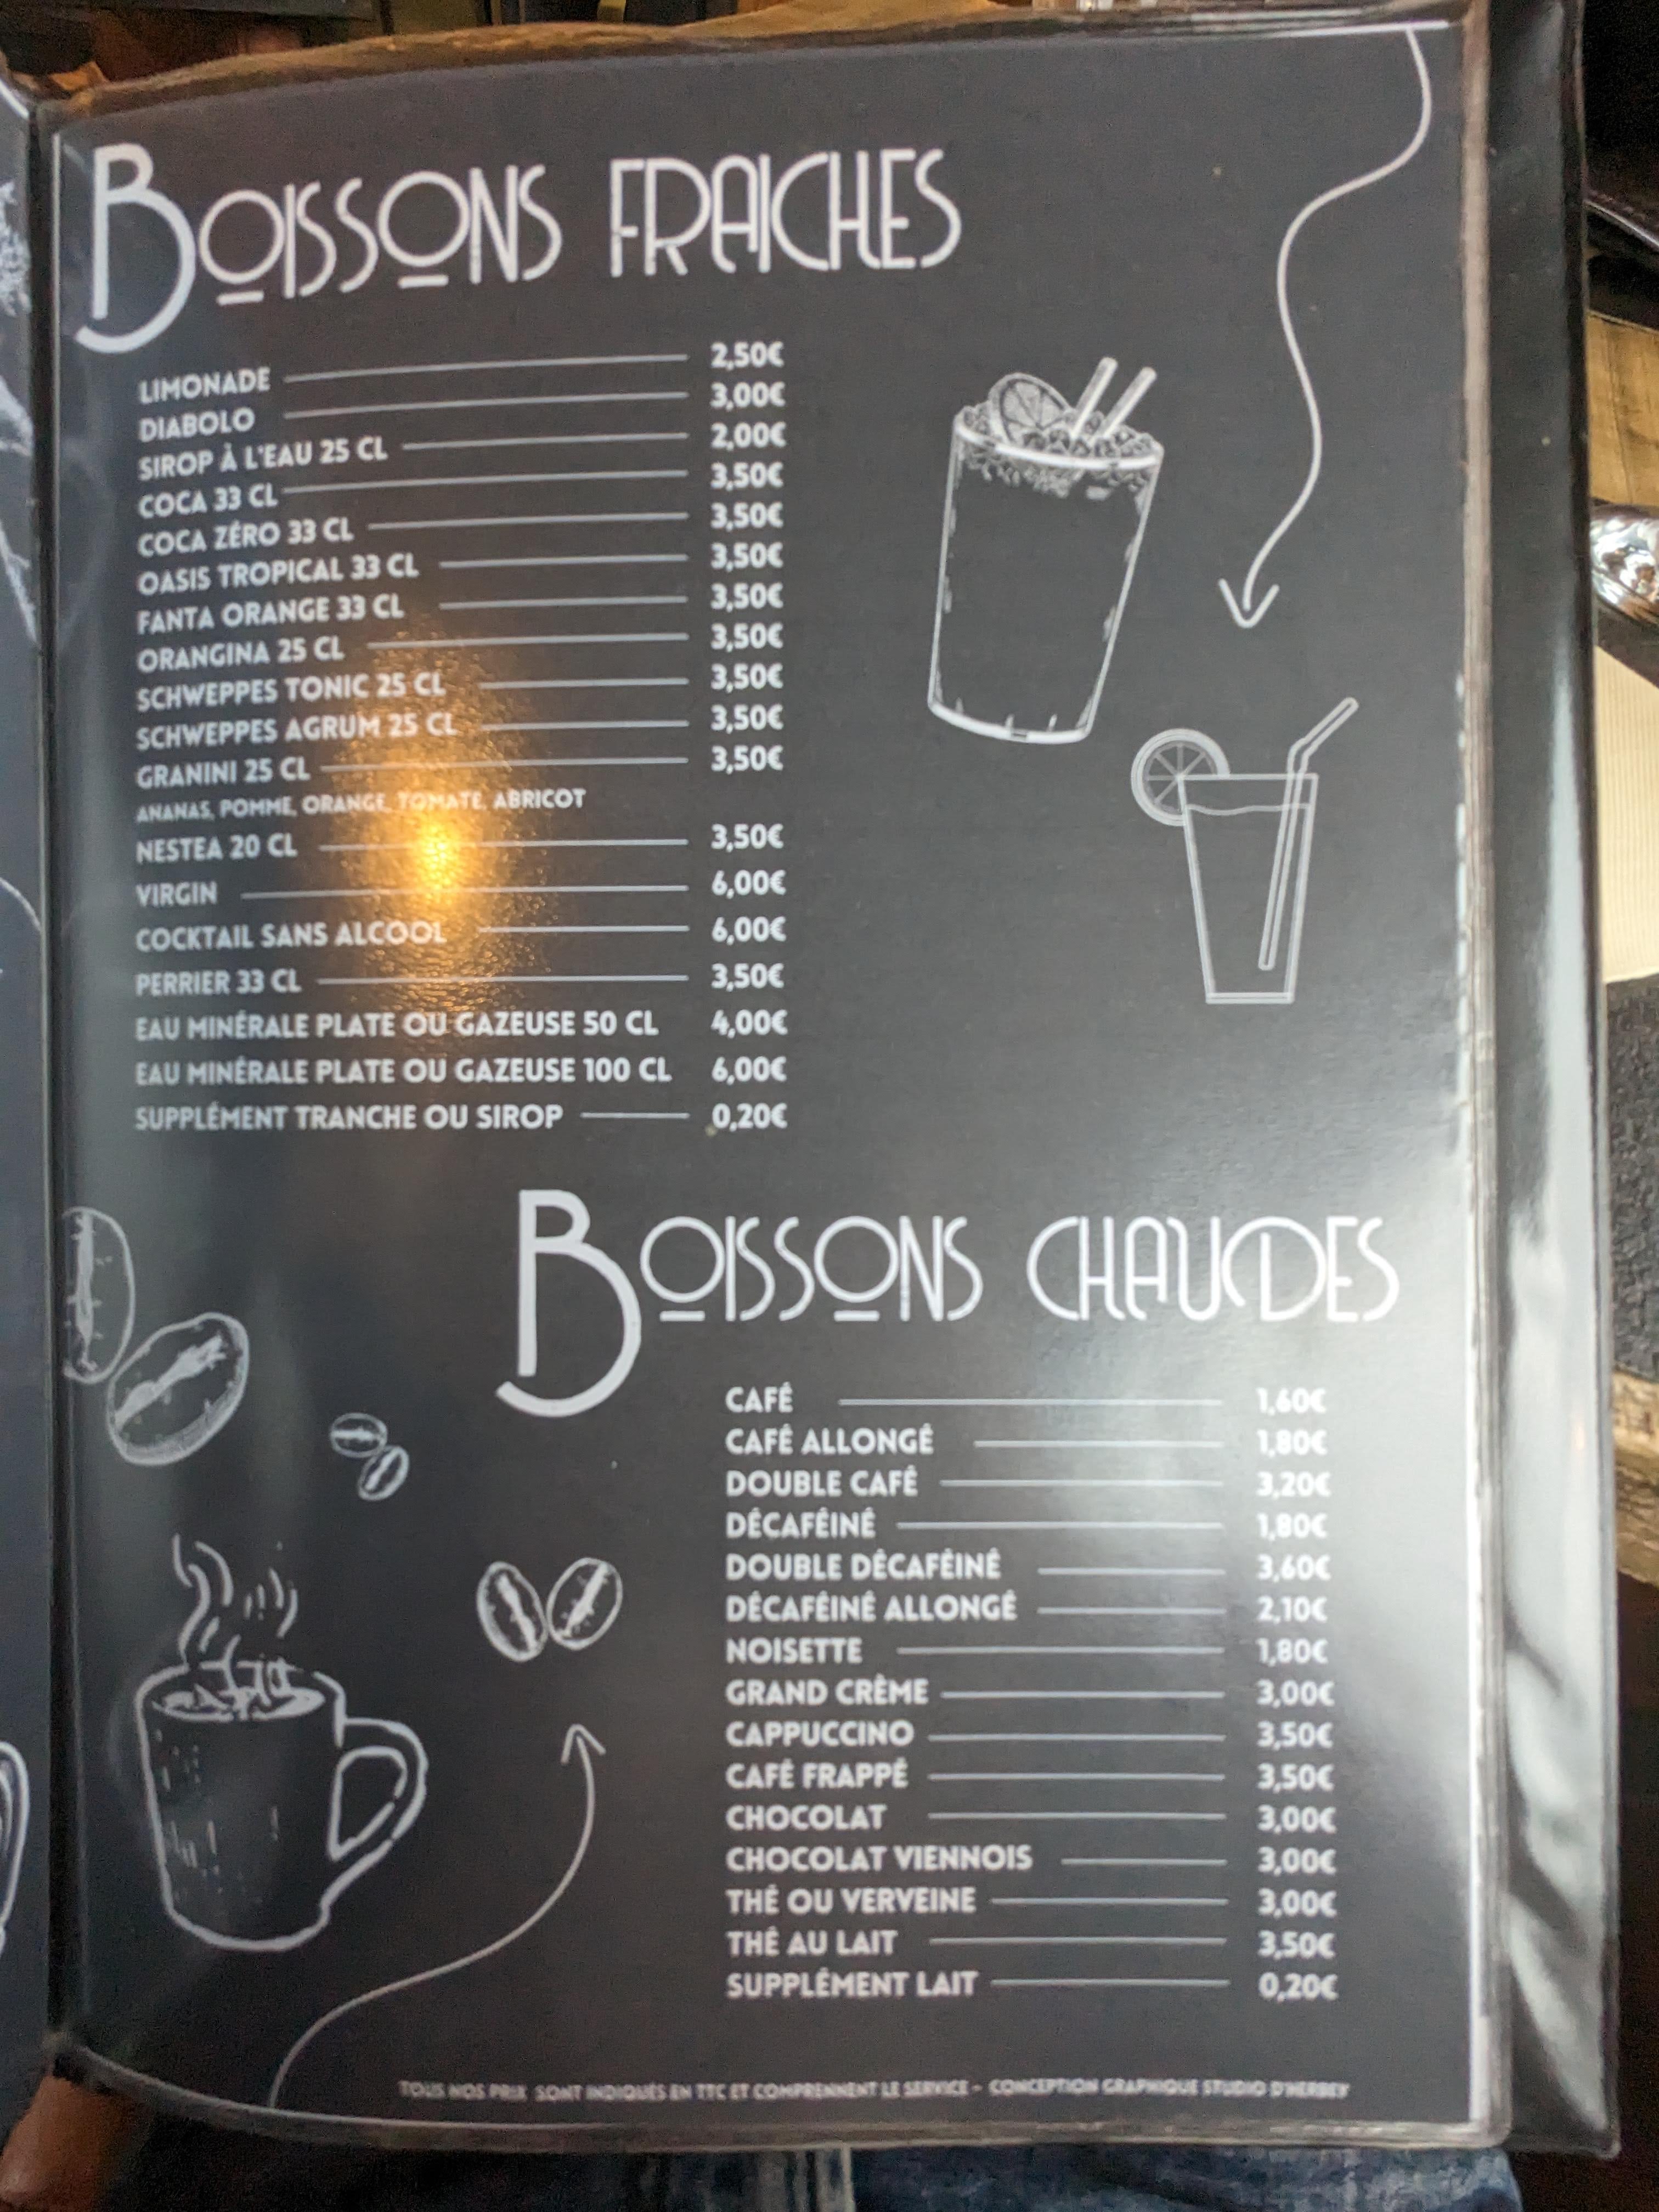 BOISSONS FRAICHES
LIMONADE 2,50€
DIABOLO 3,00€
SIROP À L'EAU 25 CL 2,00€
COCA 33 CL 3,50€
COCA ZÉRO 33 CL 3,50€
OASIS TROPICAL 33 CL 3,50€
FANTA ORANGE 33 CL 3,50€
ORANGINA 25 CL 3,50€
SCHWEPPES TONIC 25 CL 3,50€
SCHWEPPES AGRUM 25 CL 3,50€
GRANINI 25 CL 3,50€
ANANAS, POMME, ORANGE, TOMATE, ABRICOT
NESTEA 20 CL 3,50€
VIRGIN 6,00€
COCKTAIL SANS ALCOOL 6,00€
PERRIER 33 CL 3,50€
EAU MINÉRALE PLATE OU GAZEUSE 50 CL 4,00€
EAU MINÉRALE PLATE OU GAZEUSE 100 CL 6,00€
SUPPLÉMENT TRANCHE OU SIROP 0,20€
BOISSONS CHAUDES
CAFÉ 1,60€
CAFÉ ALLONGÉ 1,80€
DOUBLE CAFÉ 3,20€
DÉCAFÉINÉ 1,80€
DOUBLE DÉCAFÉINÉ 3,60€
DÉCAFÉINÉ ALLONGÉ 2,10€
NOISETTE 1,80€
GRAND CRÈME 3,00€
CAPPUCCINO 3,50€
CAFÉ FRAPPÉ 3,50€
CHOCOLAT 3,00€
CHOCOLAT VIENNOIS 3,00€
THÉ OU VERVEINE 3,00€
THÉ AU LAIT 3,50€
SUPPLÉMENT LAIT 0,20€
TOUS NOS PRIX SONT INDIQUÉS EN TTC ET COMPRENNENT LE SERVICE - CONCEPTION GRAPHIQUE STUDIO D'HERBEY